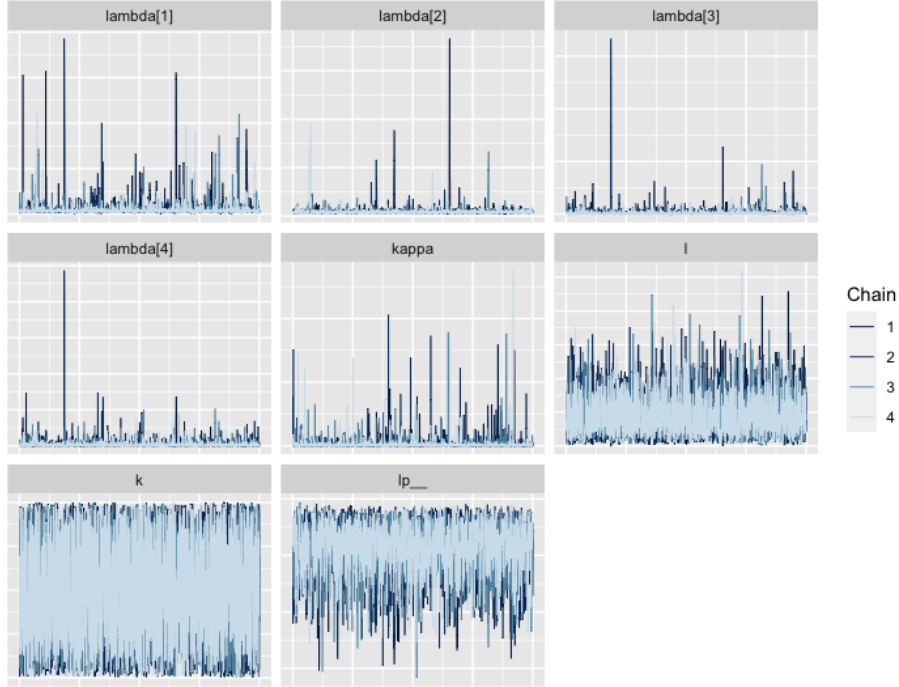 lambda[1]
lambda[2]
lambda[3]
lambda[4]
kappa
l
k
lp__
Chain
1
2
3
4